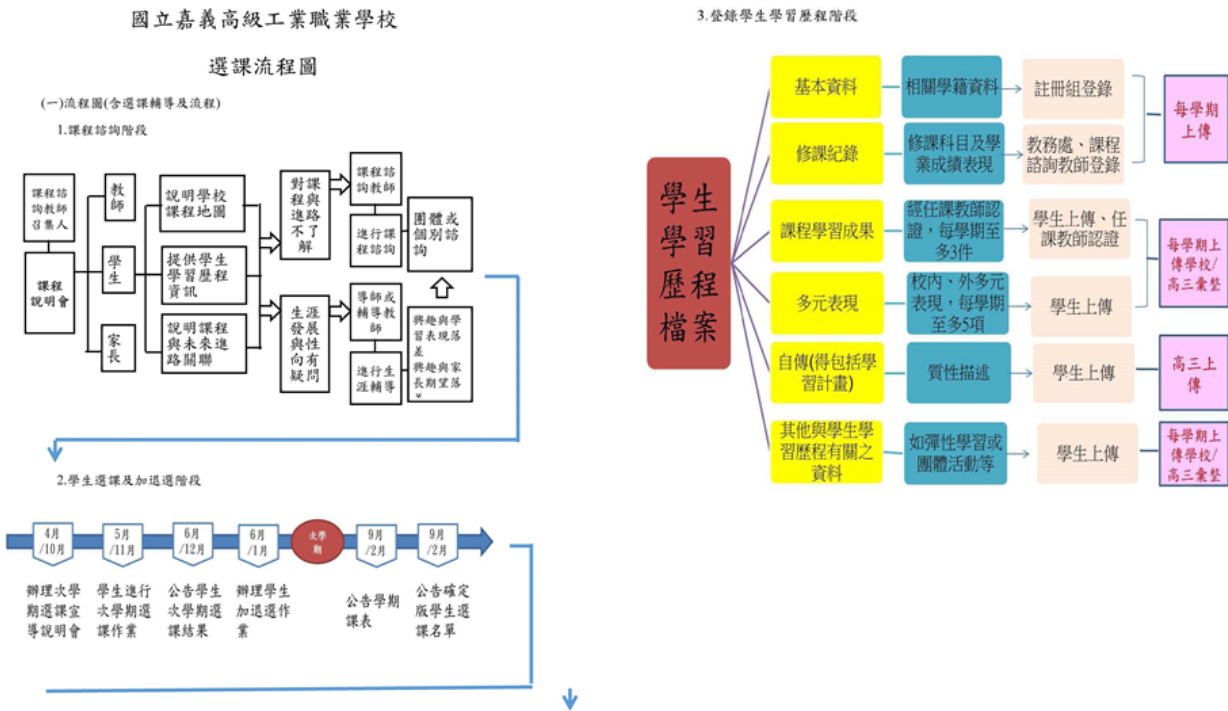 國立嘉義高級工業職業學校
選課流程圖
(一)流程圖(含選課輔導及流程)
1.課程諮詢階段
課程諮
詢教師
召集人
課程
說明會
教師
學生
家長
說明學校
課程地圖
提供學生
學習歷程
資訊
說明課程
與未來進
路關聯
對課
程與
進路
不了
解
生涯
發展
與性
向有
疑問
課程諮
詢教師
進行課
程諮詢
導師或
輔導教
師
進行生
涯輔導
團體或
個別諮
詢
興趣與學
習表現落
差
興趣與家
長期望落
2.學生選課及加退選階段
4月
/10月
5月
/11月
6月
/12月
6月
/1月
次學
期
9月
/2月
9月
/2月
辦理次學
期選課宣
導說明會
學生進行
次學期選
課作業
公告學生
次學期選
課結果
辦理學生
加退選作
業
公告學期
課表
公告確定
版學生選
課名單
3.登錄學生學習歷程階段
學生
學習
歷程
檔案
基本資料
相關學籍資料
註冊組登錄
修課紀錄
修課科目及學
業成績表現
教務處、課程
諮詢教師登錄
每學期
上傳
課程學習成果
經任課教師認
證，每學期至
多3件
學生上傳、任
課教師認證
多元表現
校內、外多元
表現，每學期
至多5項
學生上傳
每學期上
傳學校/
高三彙整
自傳(得包括學
習計畫)
質性描述
學生上傳
高三上
傳
其他與學生學
習歷程有關之
資料
如彈性學習或
團體活動等
學生上傳
每學期上
傳學校/
高三彙整